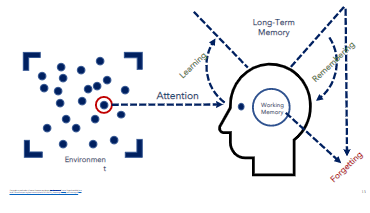 Long-Term
Memory
Learning
Remembering
Attention
Working
Memory
Environmen
t
Forgetting